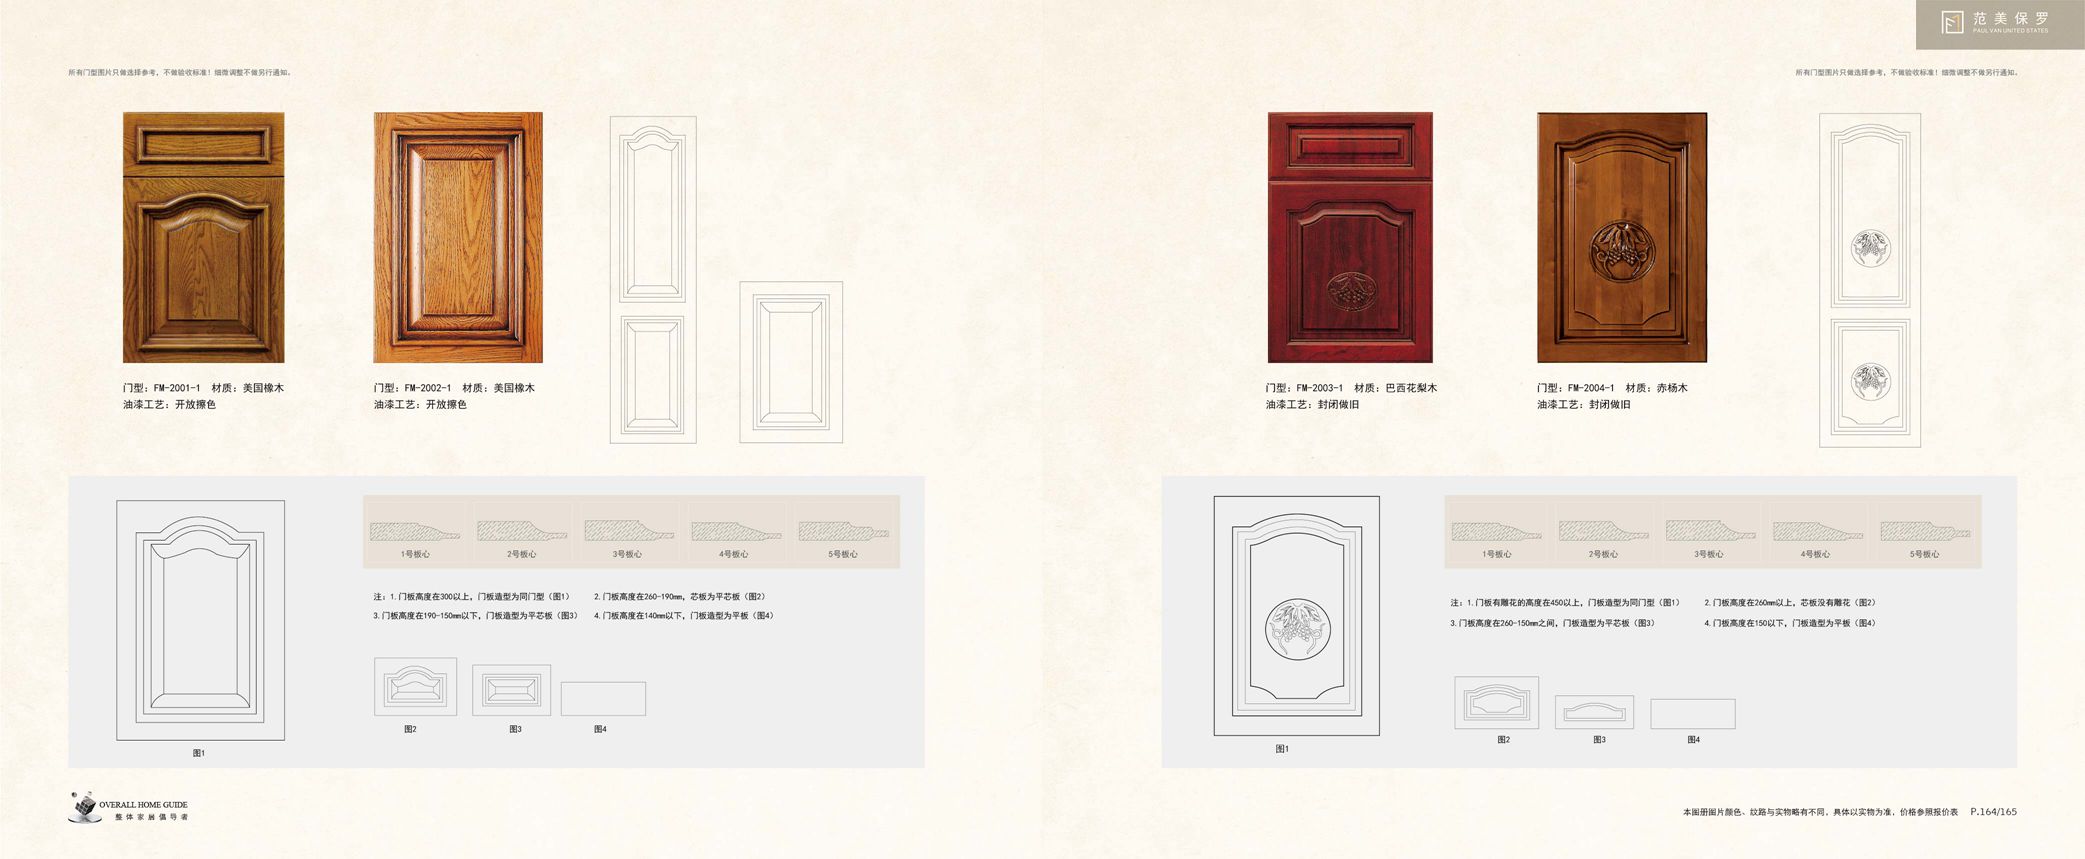 范美保罗
PAUL VAN UNITED STATES
所有门型图片只做选择参考，不做验收标准！细微调整不做另行通知。
门型：FM-2001-1 材质：美国橡木
油漆工艺：开放擦色
门型：FM-2002-1 材质：美国橡木
油漆工艺：开放擦色
1号板心
2号板心
3号板心
4号板心
5号板心
注：1.门板高度在300以上，门板造型为同门型（图1） 2.门板高度在260-190mm，芯板为平芯板（图2）
3.门板高度在190-150mm以下，门板造型为平芯板（图3） 4.门板高度在140mm以下，门板造型为平板（图4）
图1
图2
图3
图4
OVERALL HOME GUIDE
整体家居倡导者
所有门型图片只做选择参考，不做验收标准！细微调整不做另行通知。
门型：FM-2003-1 材质：巴西花梨木
油漆工艺：封闭做旧
门型：FM-2004-1 材质：赤杨木
油漆工艺：封闭做旧
1号板心
2号板心
3号板心
4号板心
5号板心
注：1.门板有雕花的高度在450以上，门板造型为同门型（图1） 2.门板高度在260mm以上，芯板没有雕花（图2）
3.门板高度在260-150mm之间，门板造型为平芯板（图3） 4.门板高度在150以下，门板造型为平板（图4）
图1
图2
图3
图4
本画册图片颜色、纹路与实物略有不同，具体以实物为准，价格参照报价表 P.164/165